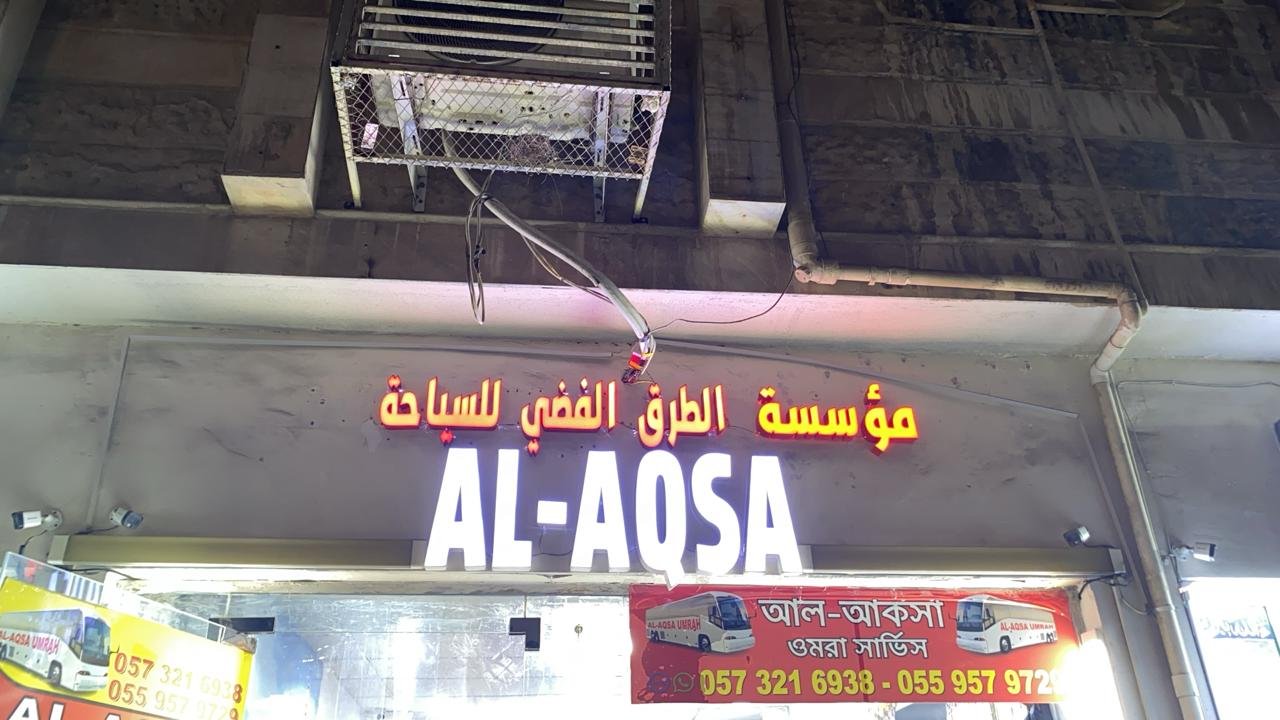 مؤسسة الطرق الفضي للسياحة
AL-AQSA
AL-AQSA UMRAH
আল-আকসা
AL-AQSA UMRAH
ওমরা সার্ভিস
057 321 6938 - 055 957 9729
AL-AQSA UMRAH
057 321 6938
055 957 9729